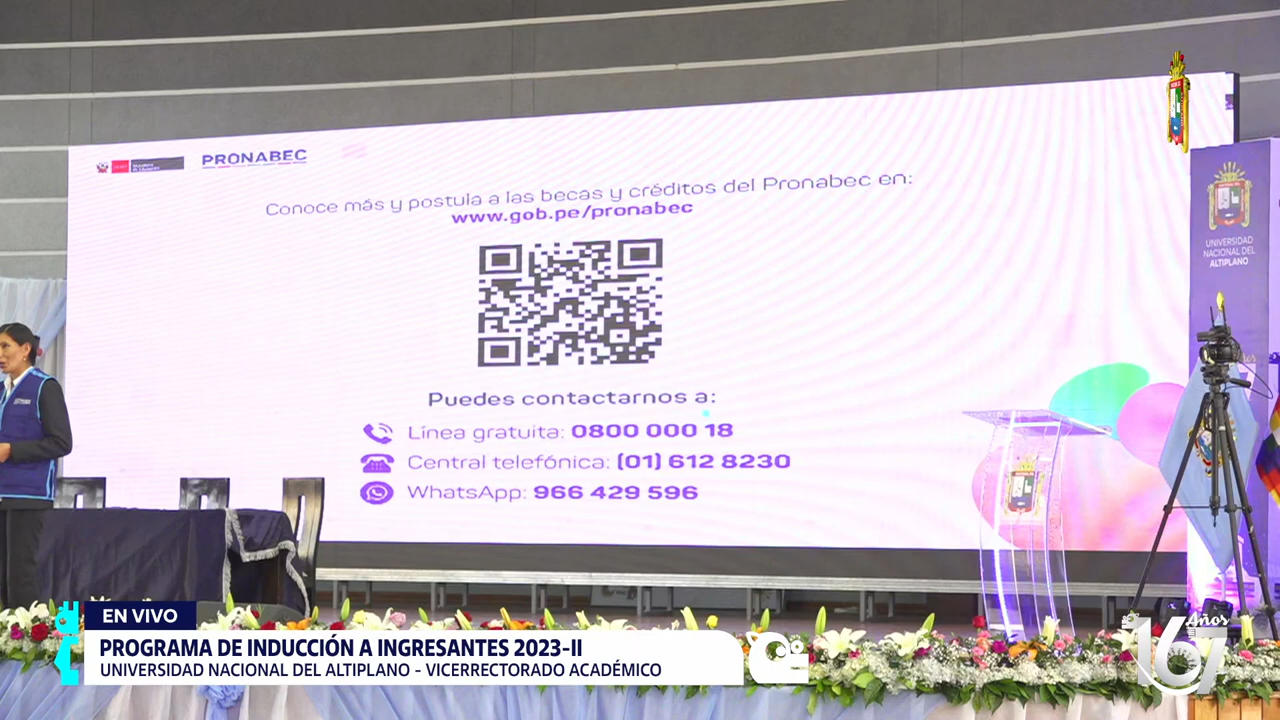 PRONABEC
Conoce más y postula a las becas y créditos del Pronabec en:
www.gob.pe/pronabec
Puedes contactarnos a:
Línea gratuita: 0800 000 18
Central telefónica: (01) 612 8230
WhatsApp: 966 429 596
UNIVERSIDAD
NACIONAL DEL
ALTIPLANO
EN VIVO
PROGRAMA DE INDUCCIÓN A INGRESANTES 2023-II
UNIVERSIDAD NACIONAL DEL ALTIPLANO - VICERRECTORADO ACADÉMICO
167
Años